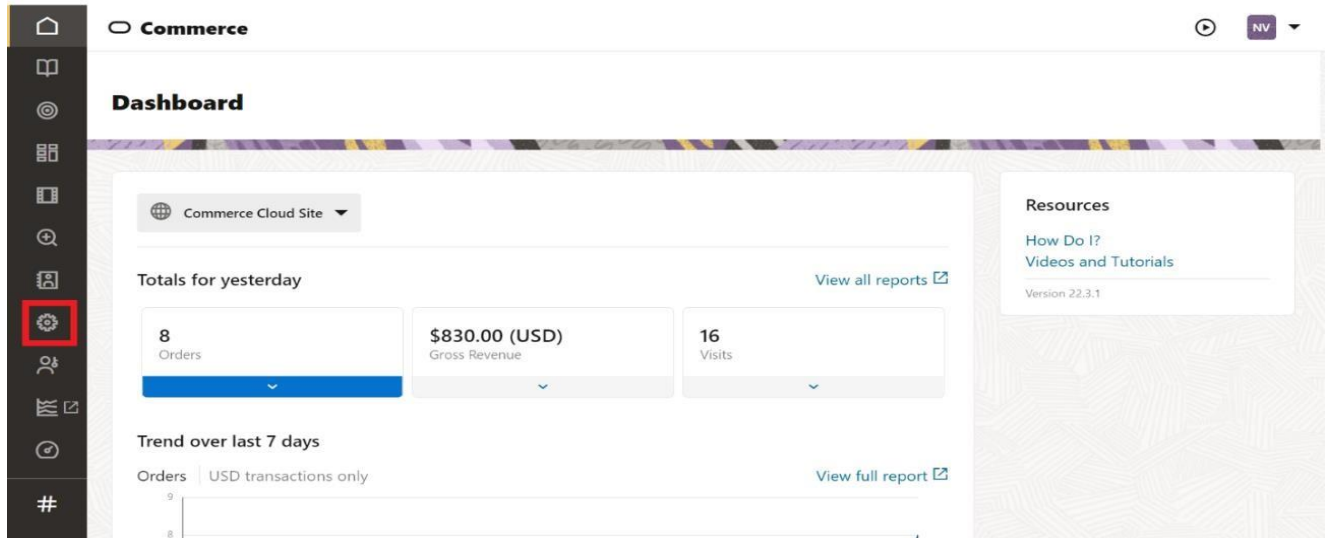 Commerce
NV
Dashboard
Commerce Cloud Site
Totals for yesterday
View all reports
8
Orders
$830.00 (USD)
Gross Revenue
16
Visits
Trend over last 7 days
Orders USD transactions only
View full report
9
8
#
Resources
How Do I?
Videos and Tutorials
Version 22.3.1